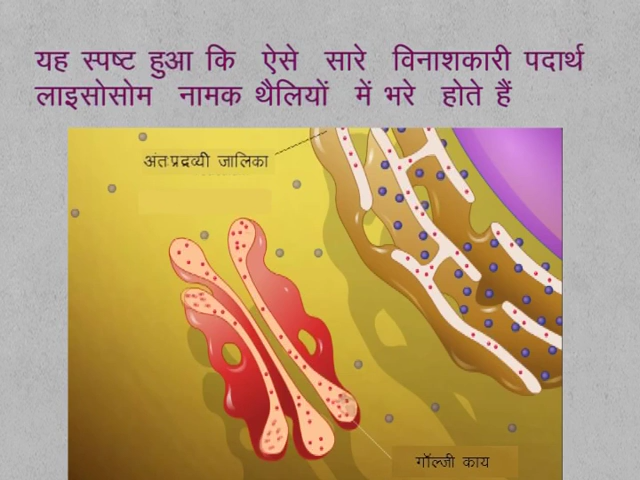 यह स्पष्ट हुआ कि ऐसे सारे विनाशकारी पदार्थ
लाइसोसोम नामक थैलियों में भरे होते हैं
अंतःप्रद्रव्यी जालिका
गॉल्जी काय